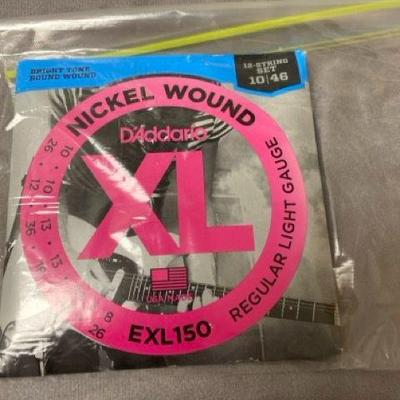 BRIGHT TONE
ROUND WOUND
12-STRING
SET
10|46
NICKEL WOUND
D'Addario
XL
USA MADE
REGULAR LIGHT GAUGE
EXL150
10 • 10 • 13 • 13
26 • 12 • 36
8
26